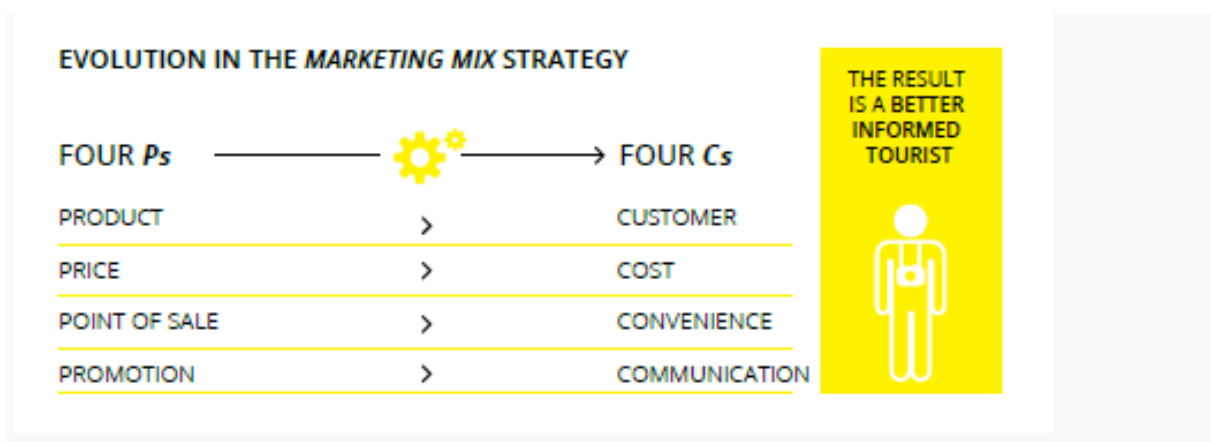 EVOLUTION IN THE MARKETING MIX STRATEGY
FOUR Ps FOUR Cs
PRODUCT > CUSTOMER
PRICE > COST
POINT OF SALE > CONVENIENCE
PROMOTION > COMMUNICATION
THE RESULT
IS A BETTER
INFORMED
TOURIST